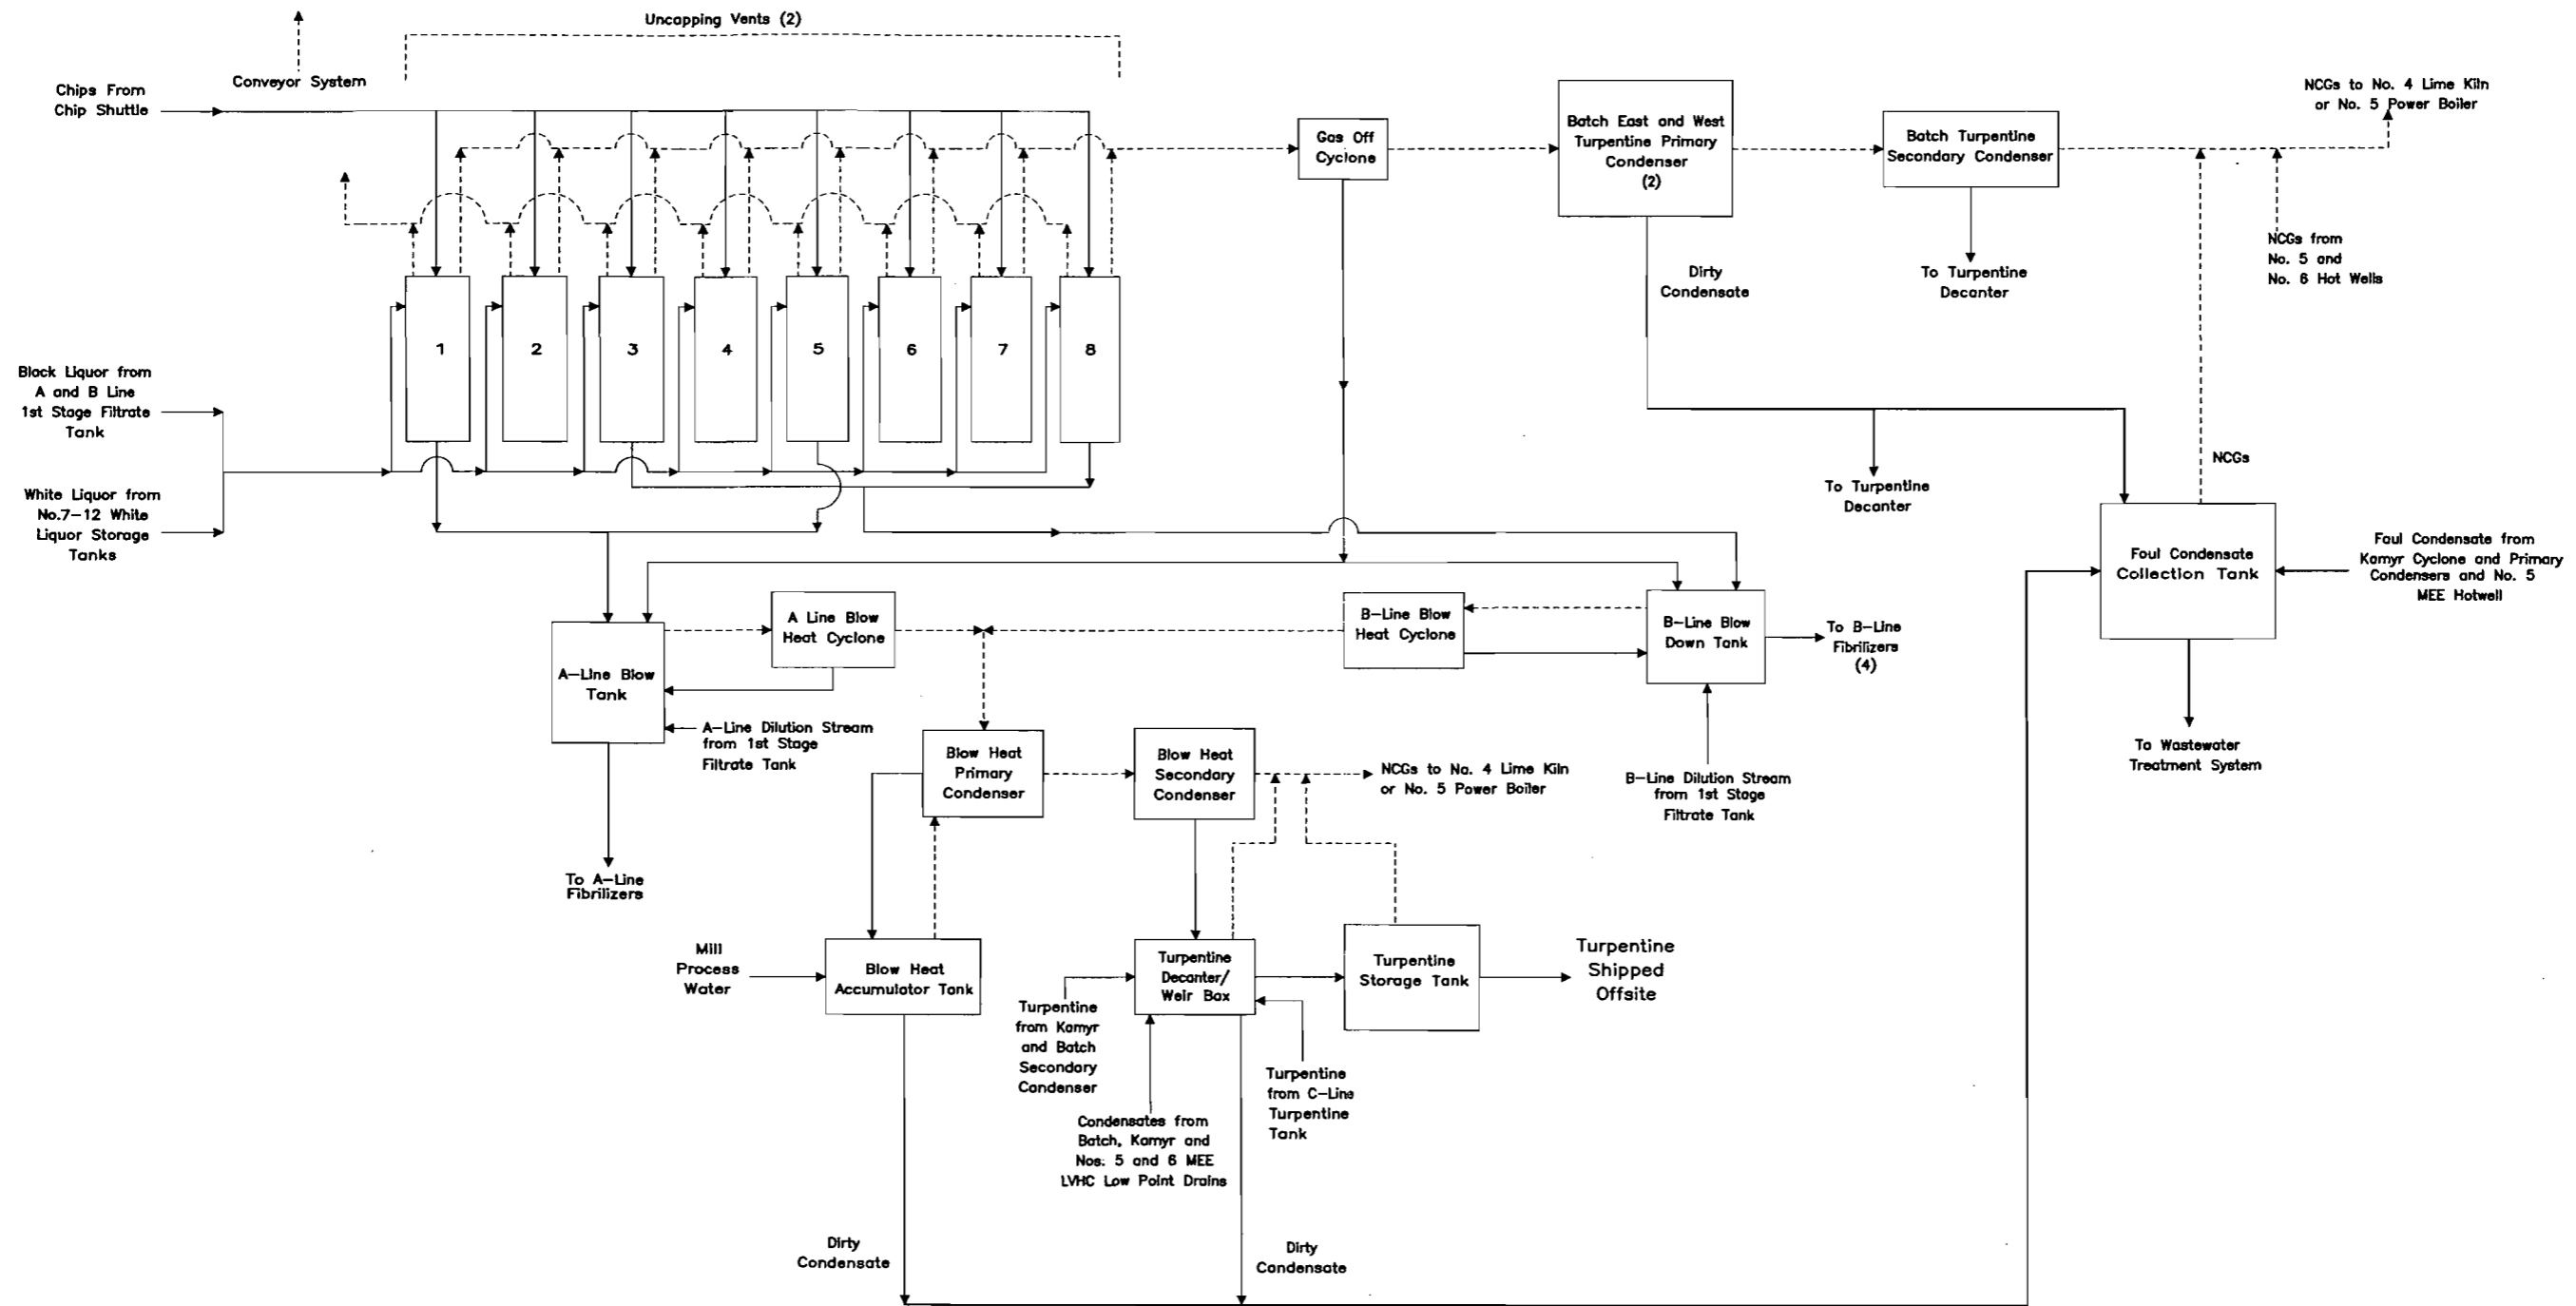 Uncapping Vents (2)
Conveyor System
Chips From
Chip Shuttle
Gas Off
Cyclone
Batch East and West
Turpentine Primary
Condenser
(2)
Batch Turpentine
Secondary Condenser
NCGs to No. 4 Lime Kiln
or No. 5 Power Boiler
NCGs from
No. 5 and
No. 6 Hot Wells
To Turpentine
Decanter
Dirty
Condensate
1
2
3
4
5
6
7
8
Black Liquor from
A and B Line
1st Stage Filtrate
Tank
White Liquor from
No.7-12 White
Liquor Storage
Tanks
To Turpentine
Decanter
NCGs
Foul Condensate
Collection Tank
Foul Condensate from
Kamyr Cyclone and Primary
Condensers and No. 5
MEE Hotwell
To Wastewater
Treatment System
A Line Blow
Heat Cyclone
B-Line Blow
Heat Cyclone
B-Line Blow
Down Tank
To B-Line
Fibrilizers
(4)
A-Line Blow
Tank
A-Line Dilution Stream
from 1st Stage
Filtrate Tank
Blow Heat
Primary
Condenser
Blow Heat
Secondary
Condenser
NCGs to No. 4 Lime Kiln
or No. 5 Power Boiler
B-Line Dilution Stream
from 1st Stage
Filtrate Tank
To A-Line
Fibrilizers
Mill
Process
Water
Blow Heat
Accumulator Tank
Turpentine
Decanter/
Weir Box
Turpentine
Storage Tank
Turpentine
Shipped
Offsite
Turpentine
from Kamyr
and Batch
Secondary
Condenser
Turpentine
from C-Line
Turpentine
Tank
Condensates from
Batch, Kamyr and
Nos. 5 and 6 MEE
LVHC Low Point Drains
Dirty
Condensate
Dirty
Condensate